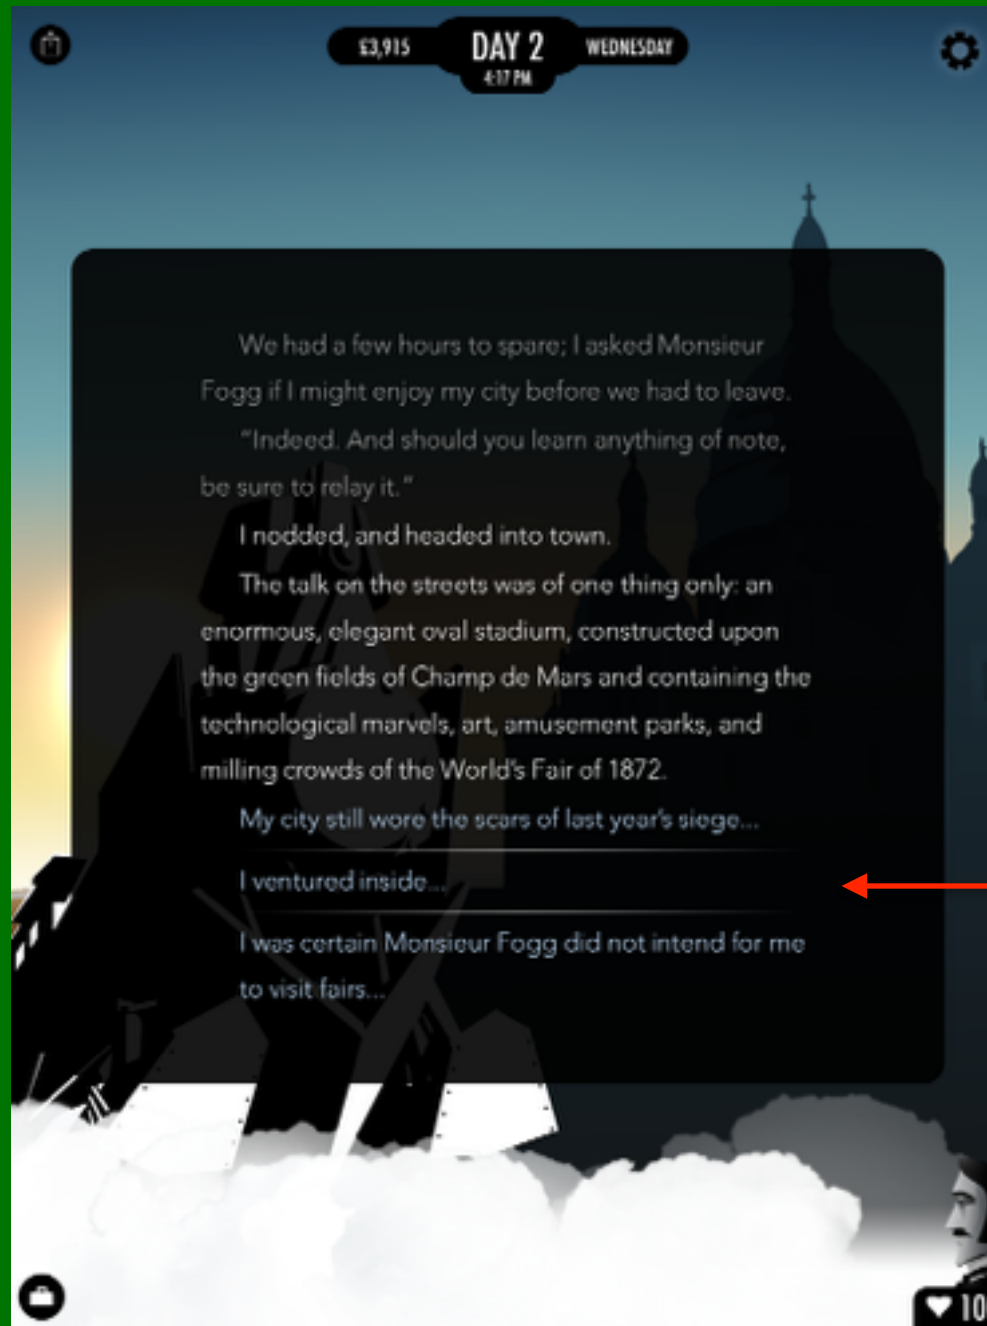 £3,915
DAY 2
WEDNESDAY
4:17 PM
We had a few hours to spare; I asked Monsieur
Fogg if I might enjoy my city before we had to leave.
“Indeed. And should you learn anything of note,
be sure to relay it.”
I nodded, and headed into town.
The talk on the streets was of one thing only: an
enormous, elegant oval stadium, constructed upon
the green fields of Champ de Mars and containing the
technological marvels, art, amusement parks, and
milling crowds of the World's Fair of 1872.
My city still wore the scars of last year's siege...
I ventured inside...
I was certain Monsieur Fogg did not intend for me
to visit fairs...
10